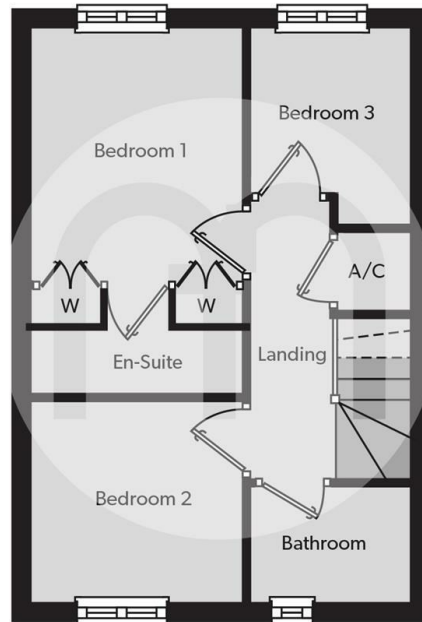 Bedroom 3
Bedroom 1
A/C
W
W
Landing
En-Suite
Bedroom 2
Bathroom